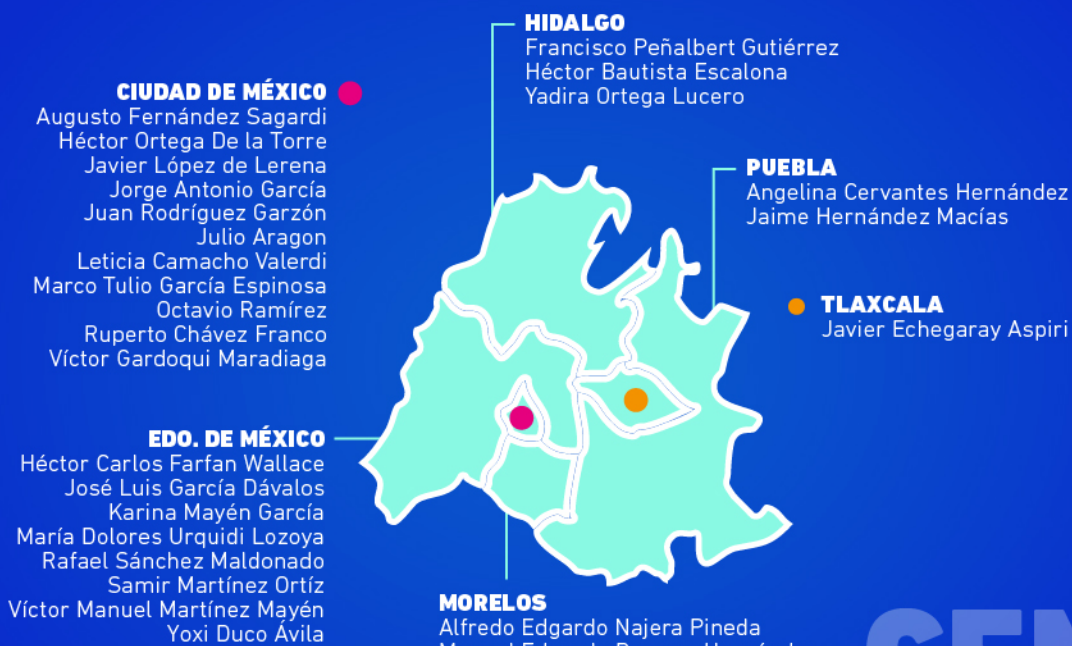 HIDALGO
Francisco Peñalbert Gutiérrez
Héctor Bautista Escalona
Yadira Ortega Lucero
CIUDAD DE MÉXICO
Augusto Fernández Sagardi
Héctor Ortega De la Torre
Javier López de Lerena
Jorge Antonio García
Juan Rodríguez Garzón
Julio Aragon
Leticia Camacho Valerdi
Marco Tulio García Espinosa
Octavio Ramírez
Ruperto Chávez Franco
Víctor Gardoqui Maradiaga
PUEBLA
Angelina Cervantes Hernández
Jaime Hernández Macías
TLAXCALA
Javier Echegaray Aspiri
EDO. DE MÉXICO
Héctor Carlos Farfan Wallace
José Luis García Dávalos
Karina Mayén García
María Dolores Urquidi Lozoya
Rafael Sánchez Maldonado
Samir Martínez Ortíz
Víctor Manuel Martínez Mayén
Yoxi Duco Ávila
MORELOS
Alfredo Edgardo Najera Pineda